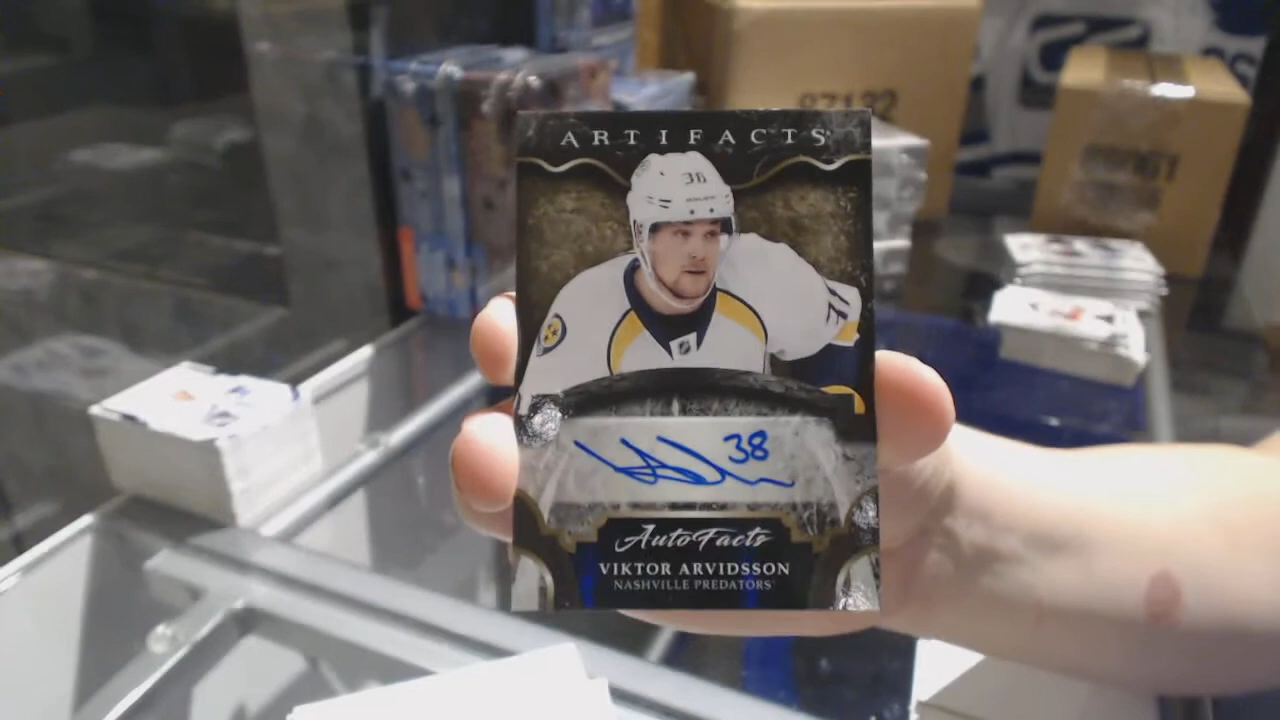 ARTIFACTS
38
38
AutoFacts
VIKTOR ARVIDSSON
NASHVILLE PREDATORS